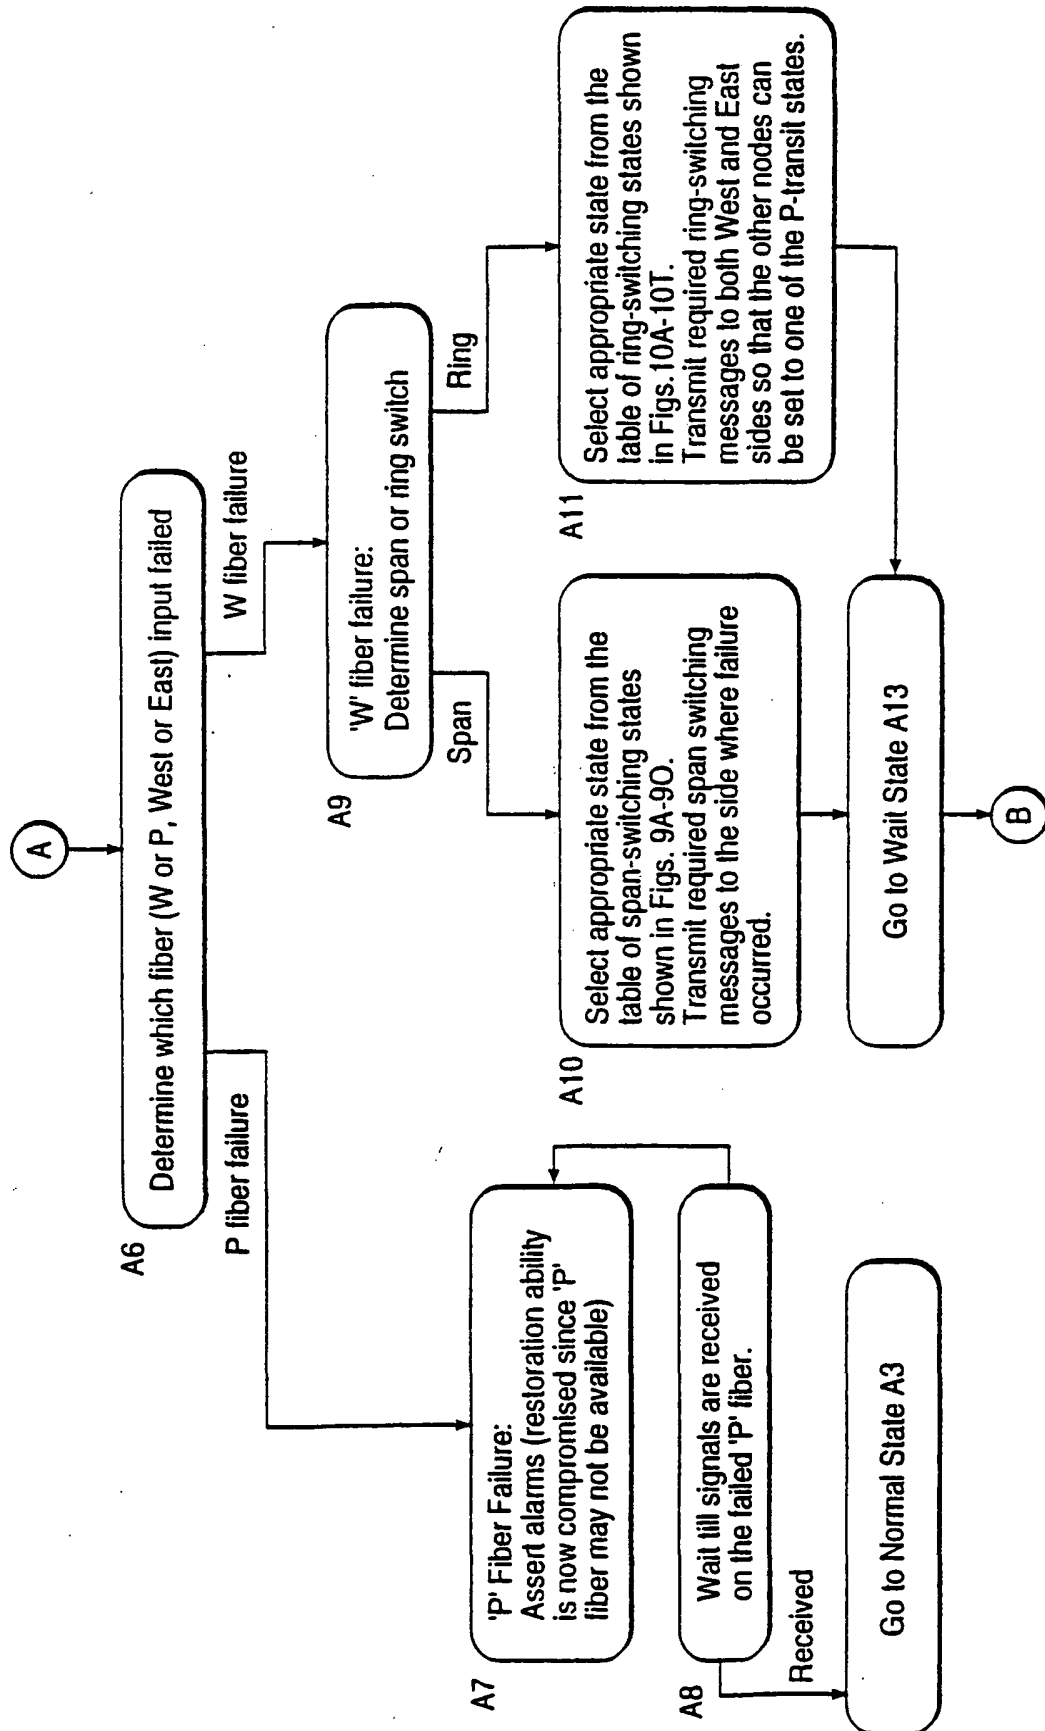 A
A6
Determine which fiber (W or P, West or East) input failed
P fiber failure
W fiber failure
A7
'P' Fiber Failure:
Assert alarms (restoration ability
is now compromised since 'P'
fiber may not be available)
A8
Wait till signals are received
on the failed 'P' fiber.
Received
Go to Normal State A3
A9
'W' fiber failure:
Determine span or ring switch
Span
Ring
A10
Select appropriate state from the
table of span-switching states
shown in Figs. 9A-9O.
Transmit required span switching
messages to the side where failure
occurred.
A11
Select appropriate state from the
table of ring-switching states shown
in Figs.10A-10T.
Transmit required ring-switching
messages to both West and East
sides so that the other nodes can
be set to one of the P-transit states.
Go to Wait State A13
B